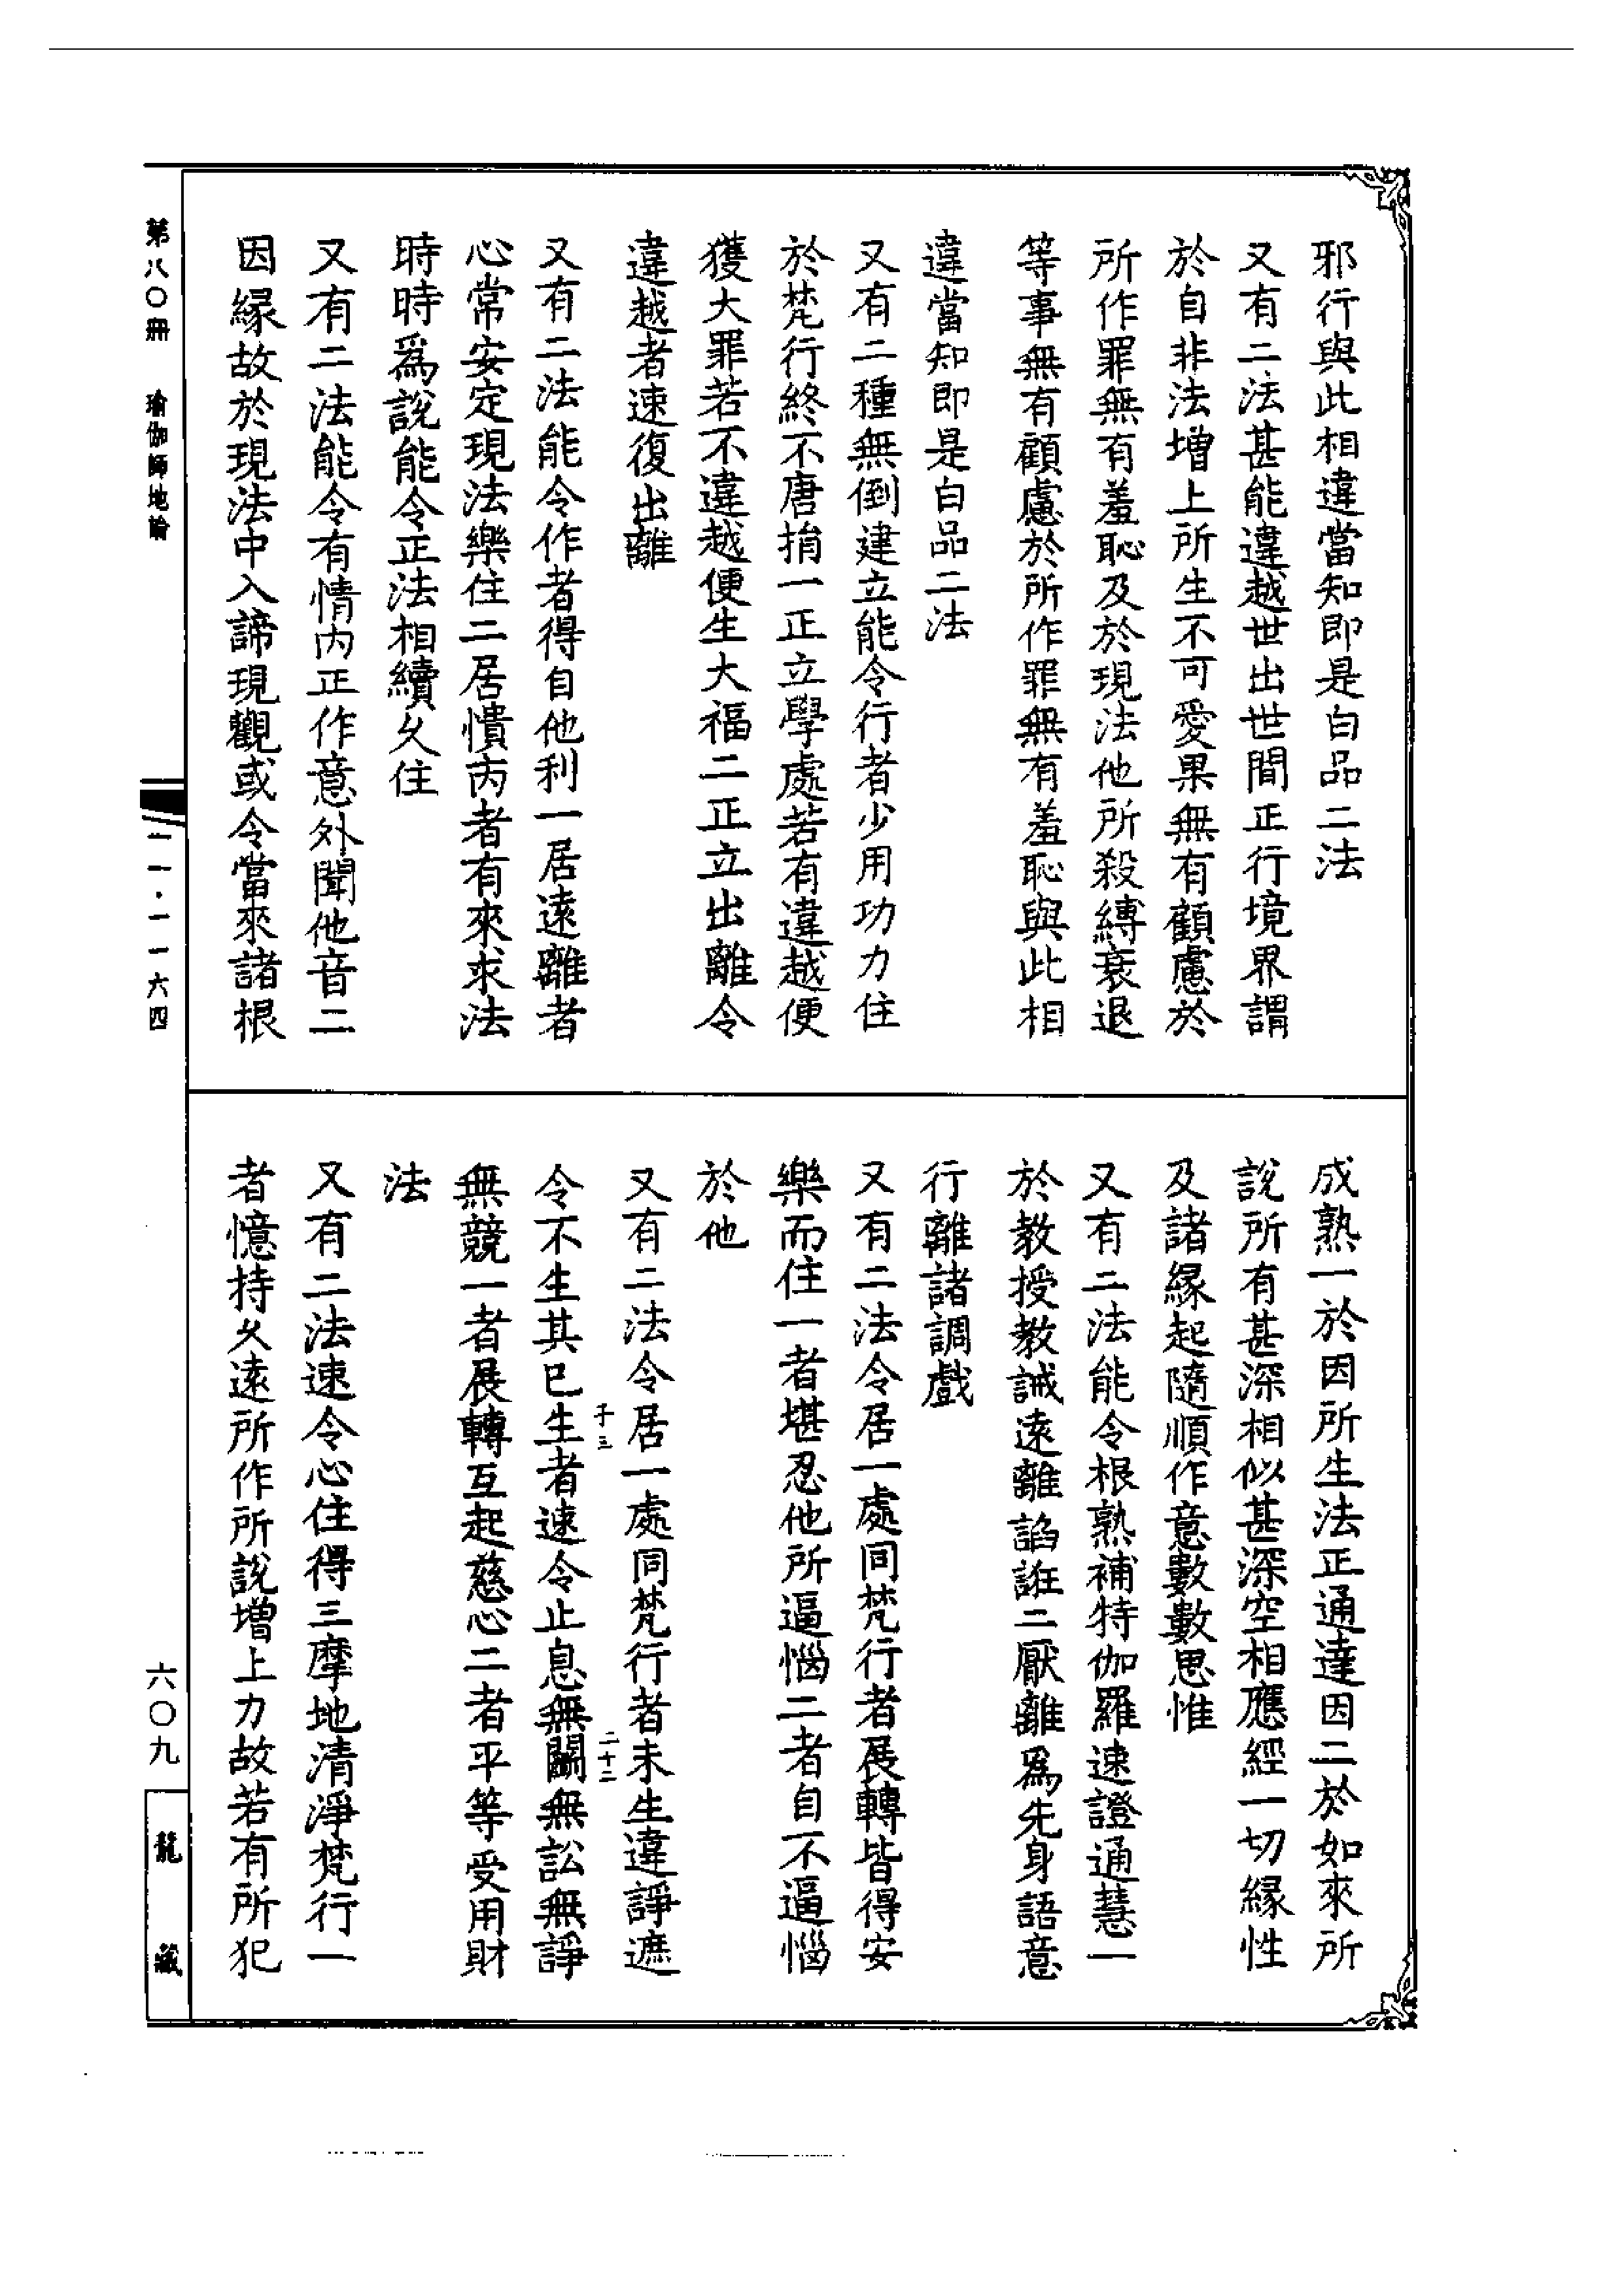 邪行與此相違當知即是白品二法
又有二法甚能違越世出世間正行境界謂
於自非法增上所生不可愛果無有顧慮於
所作罪無有羞恥及於現法他所殺縛衰退
等事無有顧慮於所作罪無有羞恥與此相
違當知即是白品二法
又有二種無倒建立能令行者少用功力住
於梵行終不唐捐一正立學處若有違越便
獲大罪若不違越便生大福二正立出離令
違越者速復出離
又有二法能令作者得自他利一居遠離者
心常安定現法樂住二居憒丙者有來求法
時時爲說能令正法相續久住
又有二法能令有情內正作意外聞他音二
因緣故於現法中入諦現觀或令當來諸根
成熟一於因所生法正通達因二於如來所
說所有甚深相似甚深空相應經一切緣性
及諸緣起隨順作意數數思惟
又有二法能令根熟補特伽羅速證通慧一
於教授教誡遠離諂誑二厭離爲先身語意
行離諸調戲
又有二法令居一處同梵行者展轉皆得安
樂而住一者堪忍他所逼惱二者自不逼惱
於他
又有二法令居一處同梵行者未生違諍遮
千三
二十二
令不生其已生者速令止息無鬬無訟無諍
無競一者展轉互起慈心二者平等受用財
法
又有二法速令心住得三摩地清淨梵行一
者憶持久遠所作所說增上力故若有所犯
第八〇冊 瑜伽師地論
二一·一一六四
六〇九
龍藏